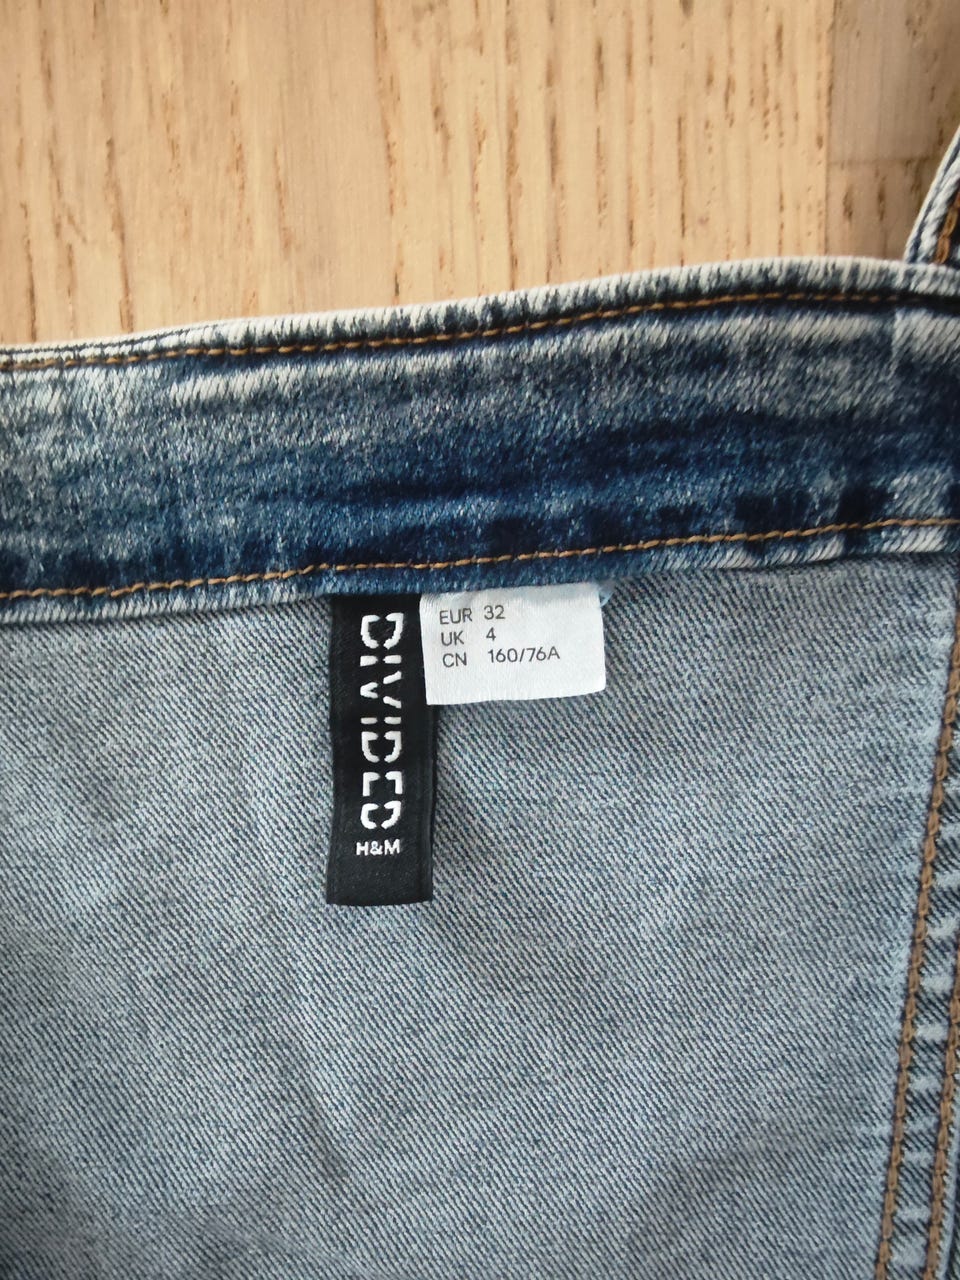 DIVIDED
H&M
EUR 32
UK 4
CN 160/76A